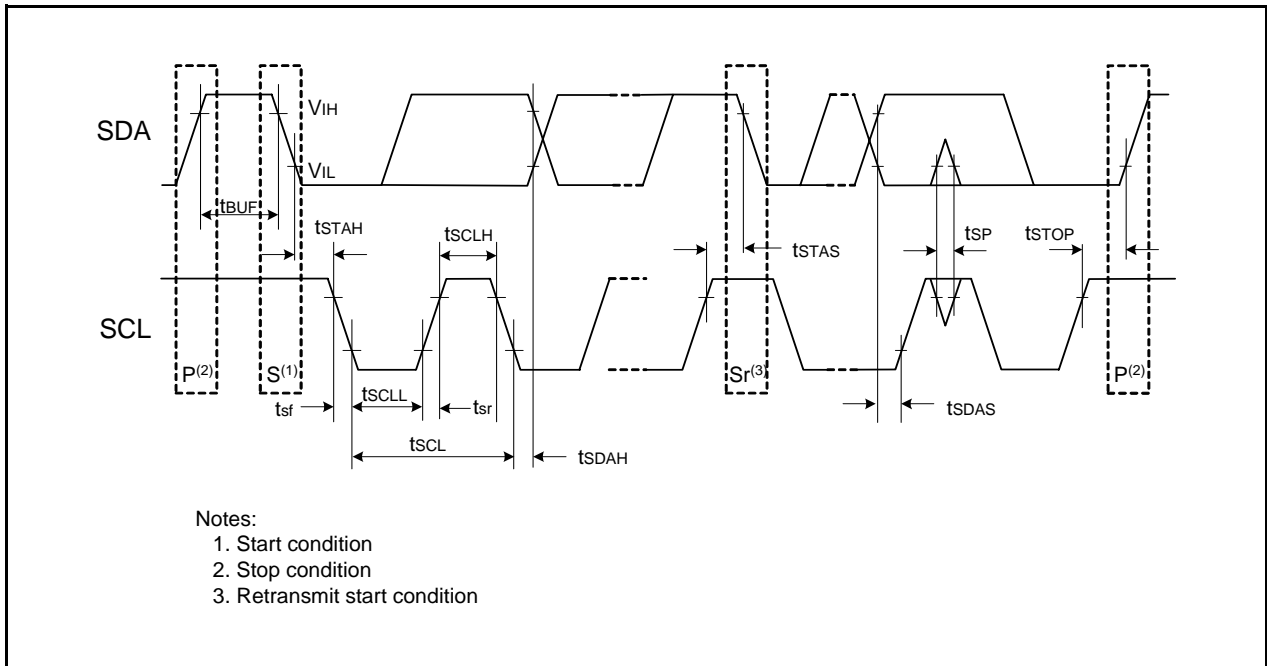 SDA
VIH
VIL
tBUF
tSTAH
tSCLH
tSTAS
tSP
tSTOP
SCL
P(2)
S(1)
Sr(3)
P(2)
tsf
tSCLL
tsr
tSDAS
tSCL
tSDAH
Notes:
1. Start condition
2. Stop condition
3. Retransmit start condition